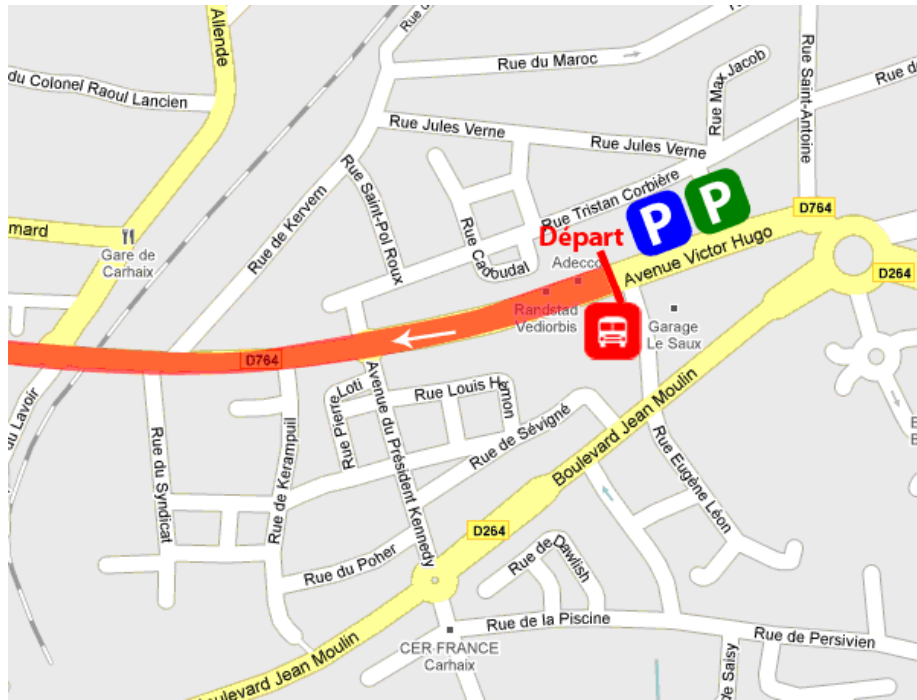 Allende
Rue du Maroc
Rue Max Jacob
Rue Saint-Antoine
du Colonel Raoul Lancien
Rue Jules Verne
Rue Jules Verne
Rue Saint-Pol Roux
Rue Tristan Corbière
P
P
D764
mard
Gare de
Carhaix
Rue de Kervern
Rue Cadoudal
Départ
Adecco
Avenue Victor Hugo
D264
Randstad
Vediorbis
Garage
Le Saux
D764
du Lavoir
Rue Pierre Loti
Rue Louis Hemon
Avenue du Président Kennedy
Rue de Sévigné
Boulevard Jean Moulin
Rue Eugène Léon
Rue du Syndicat
Rue de Kerampuil
D264
Rue du Poher
Rue de Dawlish
Rue de la Piscine
Rue de Persivien
CER FRANCE
Carhaix
de Saisy
Boulevard Jean Moulin